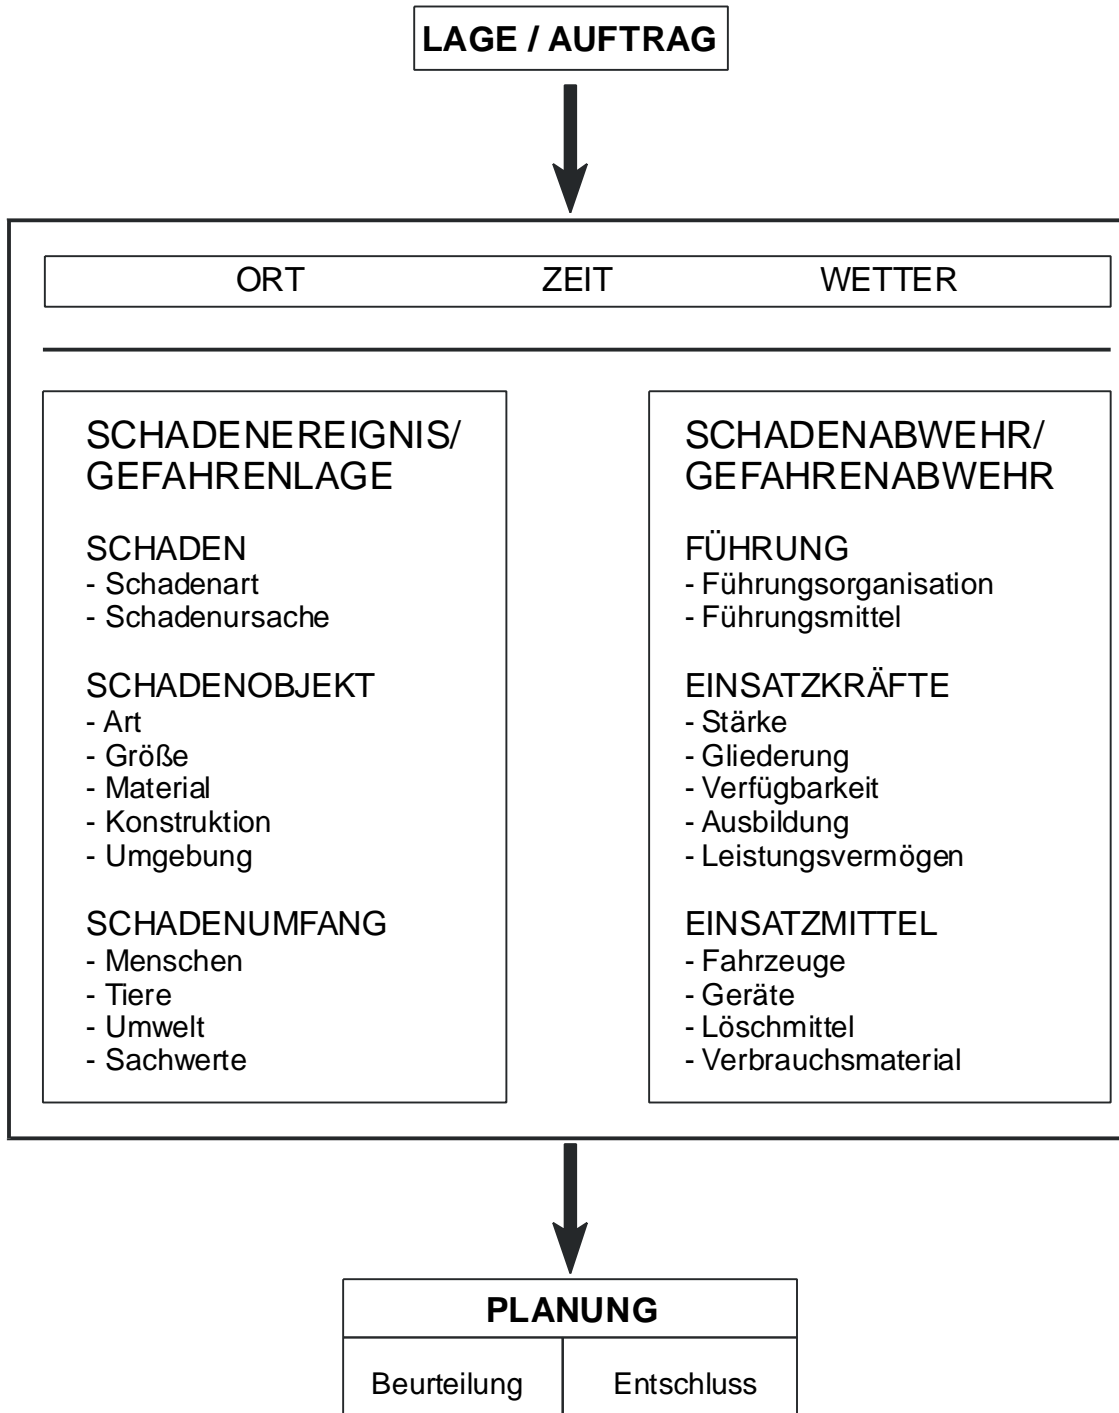 LAGE / AUFTRAG
ORT ZEIT WETTER
SCHADENEREIGNIS/
GEFAHRENLAGE
SCHADEN
- Schadenart
- Schadenursache
SCHADENOBJEKT
- Art
- Größe
- Material
- Konstruktion
- Umgebung
SCHADENUMFANG
- Menschen
- Tiere
- Umwelt
- Sachwerte
SCHADENABWEHR/
GEFAHRENABWEHR
FÜHRUNG
- Führungsorganisation
- Führungsmittel
EINSATZKRÄFTE
- Stärke
- Gliederung
- Verfügbarkeit
- Ausbildung
- Leistungsvermögen
EINSATZMITTEL
- Fahrzeuge
- Geräte
- Löschmittel
- Verbrauchsmaterial
PLANUNG
Beurteilung Entschluss